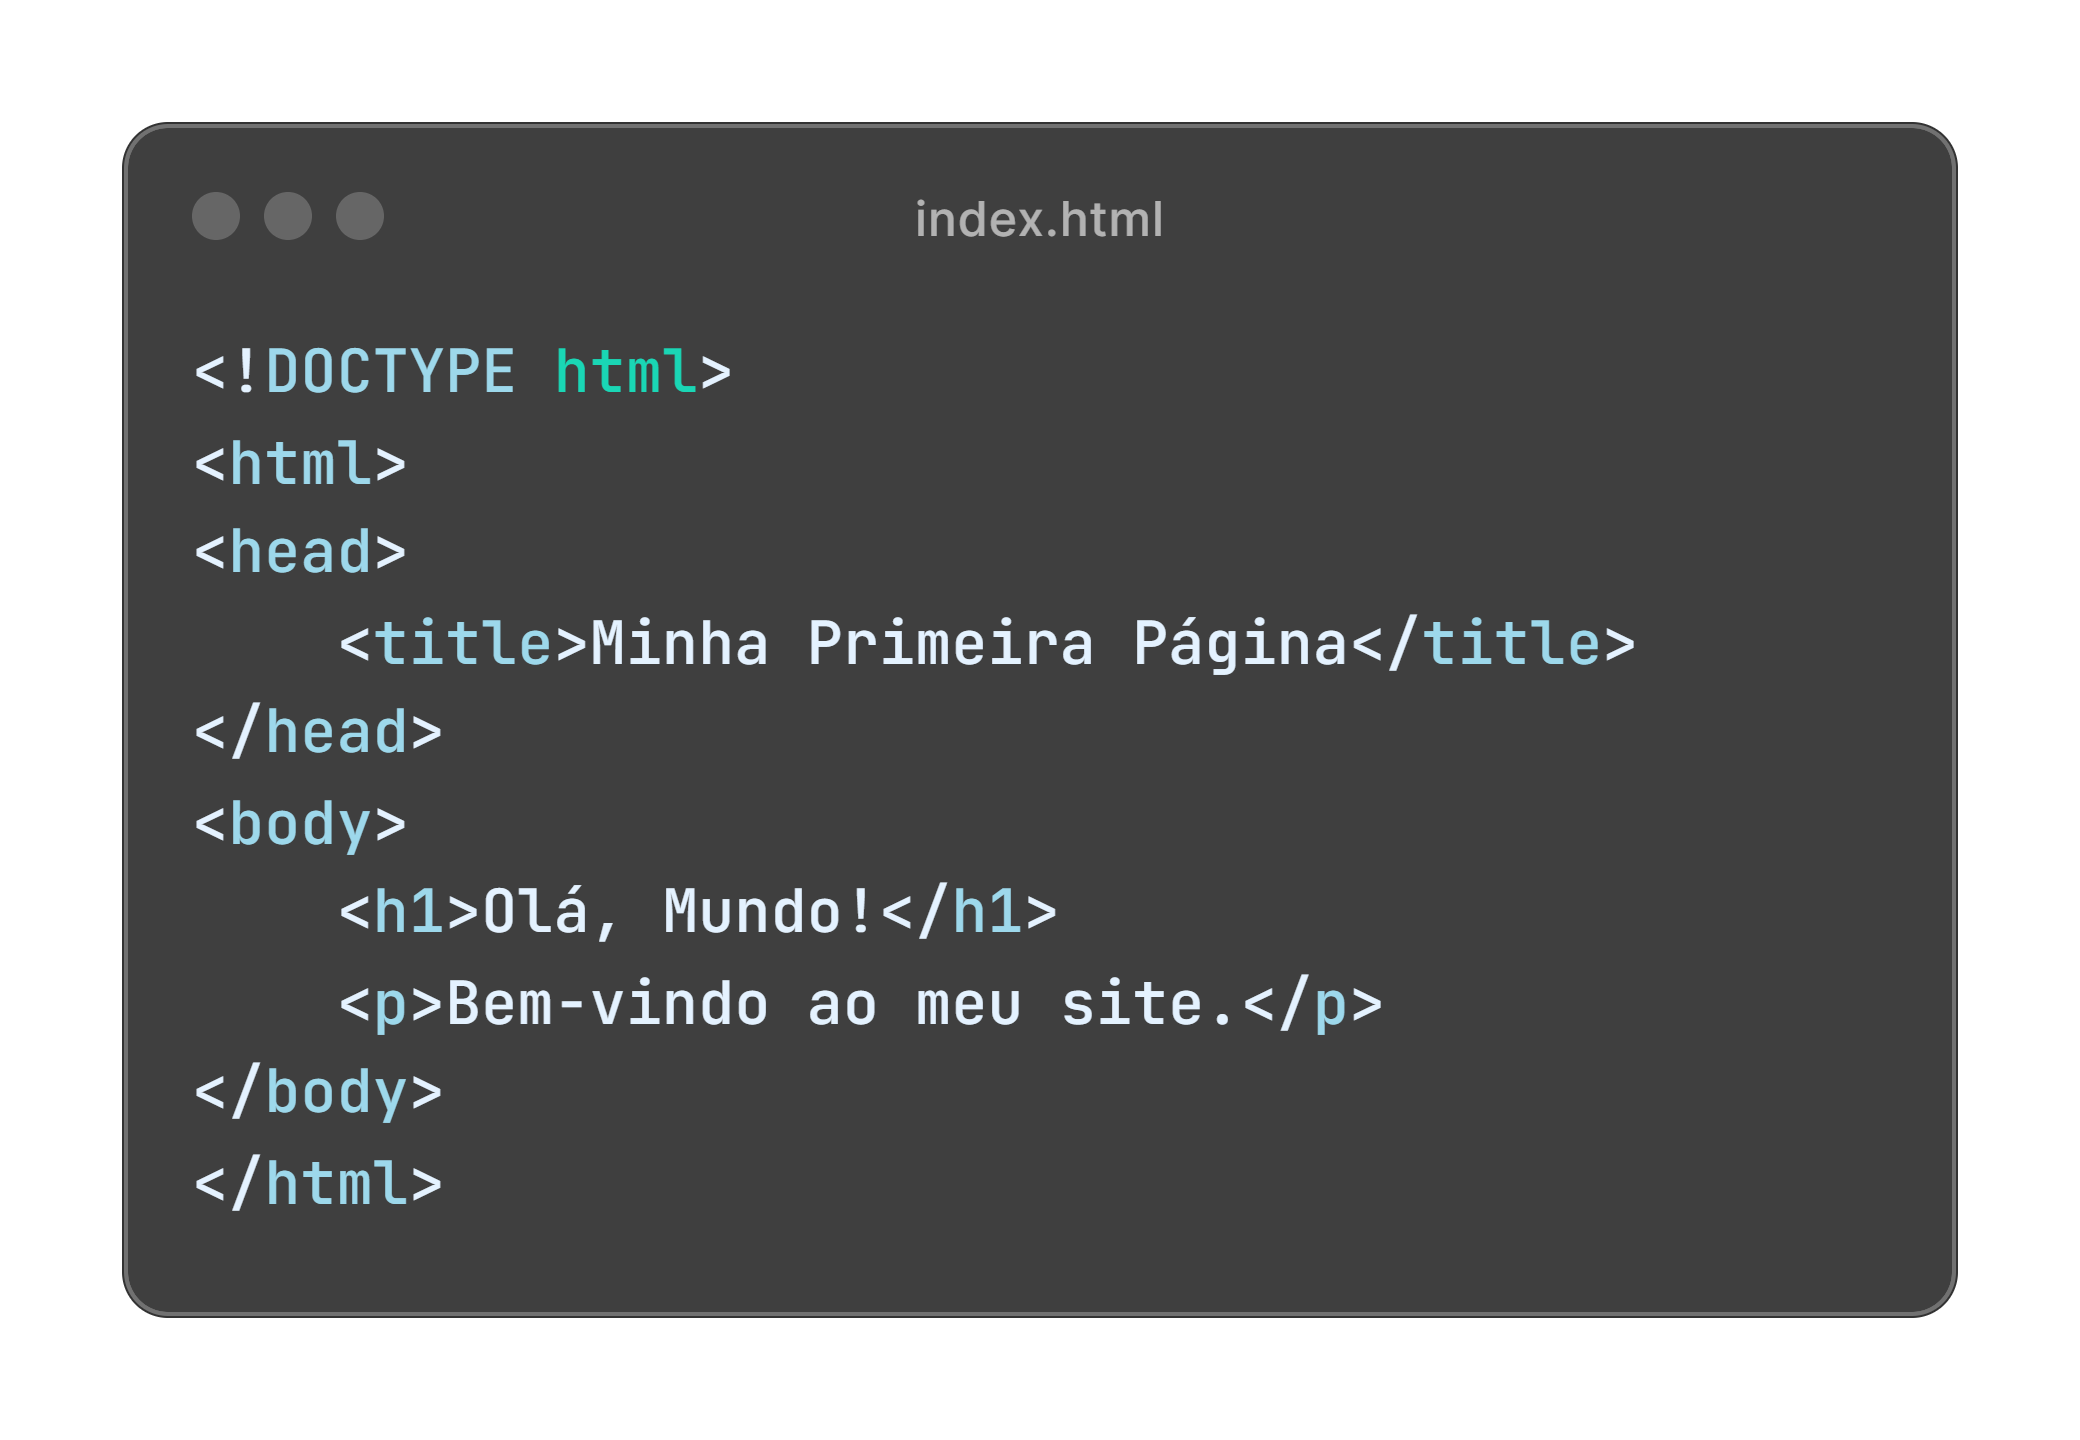 index.html
<!DOCTYPE html>
<html>
<head>
    <title>Minha Primeira Página</title>
</head>
<body>
    <h1>Olá, Mundo!</h1>
    <p>Bem-vindo ao meu site.</p>
</body>
</html>